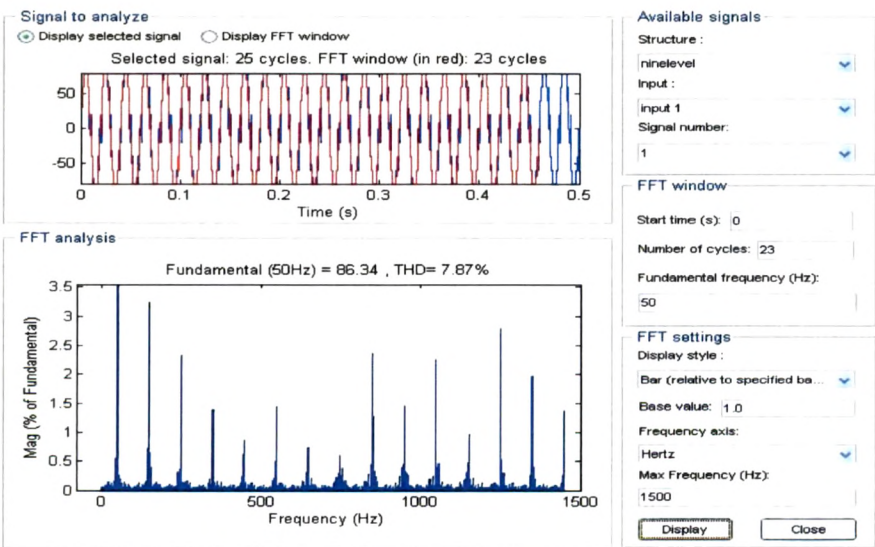 Signal to analyze
Display selected signal Display FFT window
Selected signal: 25 cycles. FFT window (in red): 23 cycles
50
0
-50
0 0.1 0.2 0.3 0.4 0.5
Time (s)
FFT analysis
Fundamental (50Hz) = 86.34 , THD= 7.87%
3.5
3
2.5
2
1.5
1
0.5
0
Mag (% of Fundamental)
0 500 1000 1500
Frequency (Hz)
Available signals
Structure :
ninelevel
Input :
input 1
Signal number:
1
FFT window
Start time (s): 0
Number of cycles: 23
Fundamental frequency (Hz):
50
FFT settings
Display style :
Bar (relative to specified ba...
Base value: 1.0
Frequency axis:
Hertz
Max Frequency (Hz):
1500
Display Close